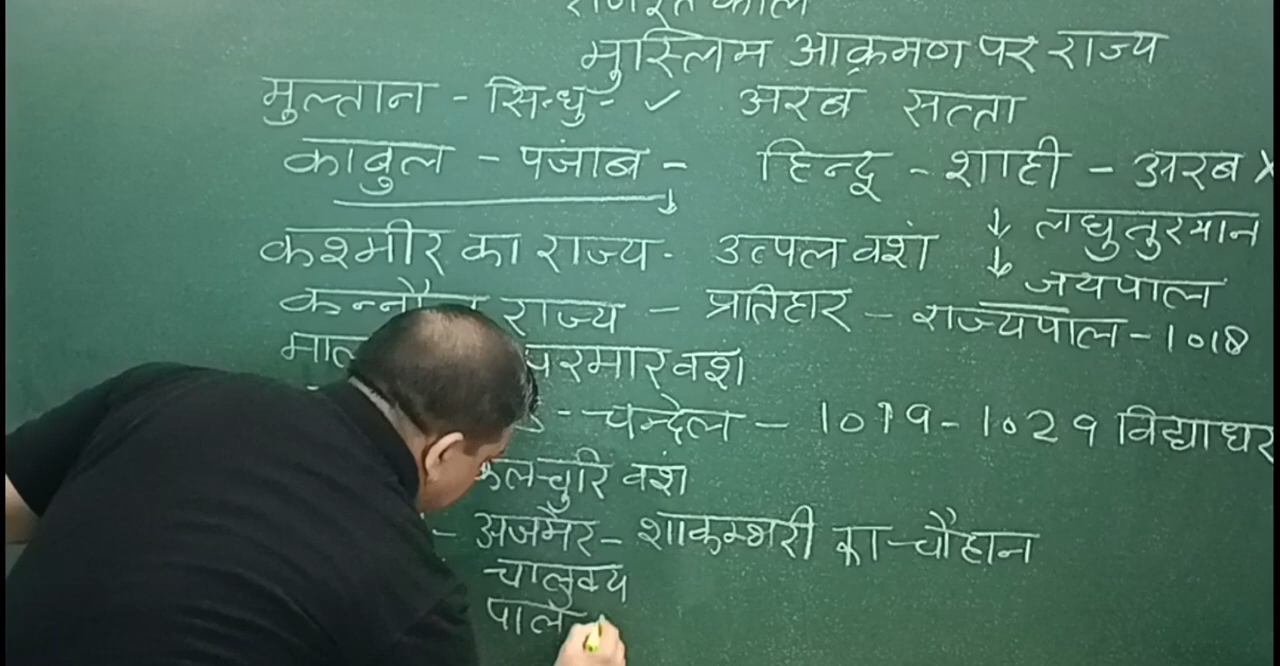 मुस्लिम आक्रमण पर राज्य
मुल्तान - सिन्धु - ✓ अरब सत्ता
काबुल - पंजाब - हिन्दू - शाही - अरब X
↓ लघुतुरमान
कश्मीर का राज्य - उत्पल वंश ↓ जयपाल
राज्य - प्रतिहार - राज्यपाल - 1018
परमार वंश
- चन्देल - 1019 - 1029 विद्याधर
कलचुरि वंश
- अजमेर - शाकम्भरी का चौहान
चालुक्य
पाल